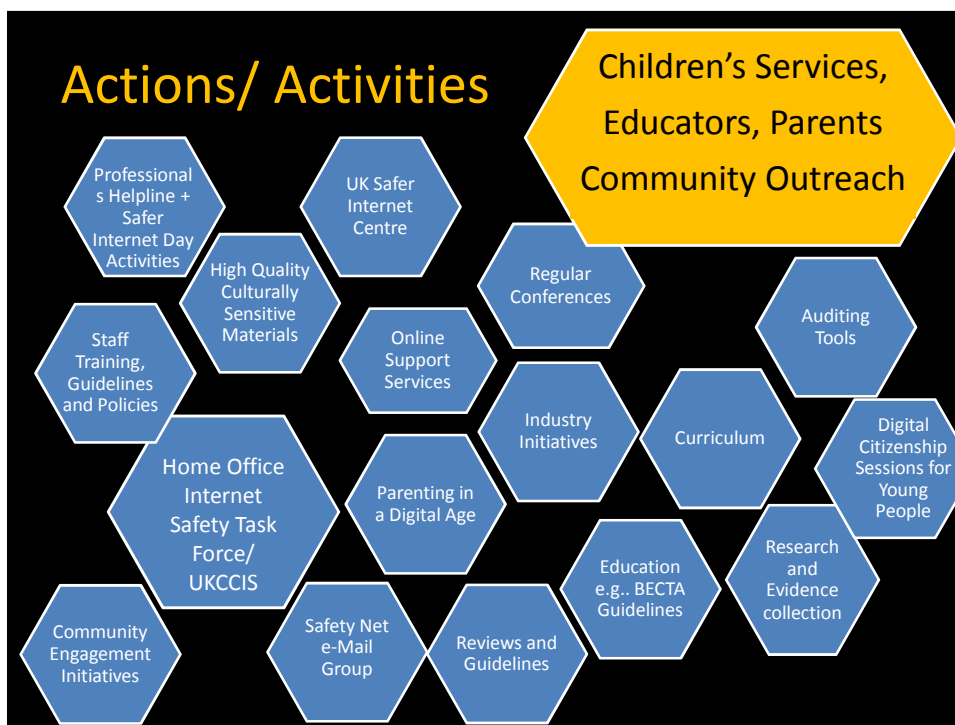 Actions/ Activities
Children’s Services,
Educators, Parents
Community Outreach
Professional
s Helpline +
Safer
Internet Day
Activities
UK Safer
Internet
Centre
High Quality
Culturally
Sensitive
Materials
Regular
Conferences
Auditing
Tools
Staff
Training,
Guidelines
and Policies
Online
Support
Services
Industry
Initiatives
Curriculum
Digital
Citizenship
Sessions for
Young
People
Home Office
Internet
Safety Task
Force/
UKCCIS
Parenting in
a Digital Age
Education
e.g.. BECTA
Guidelines
Research
and
Evidence
collection
Community
Engagement
Initiatives
Safety Net
e-Mail
Group
Reviews and
Guidelines